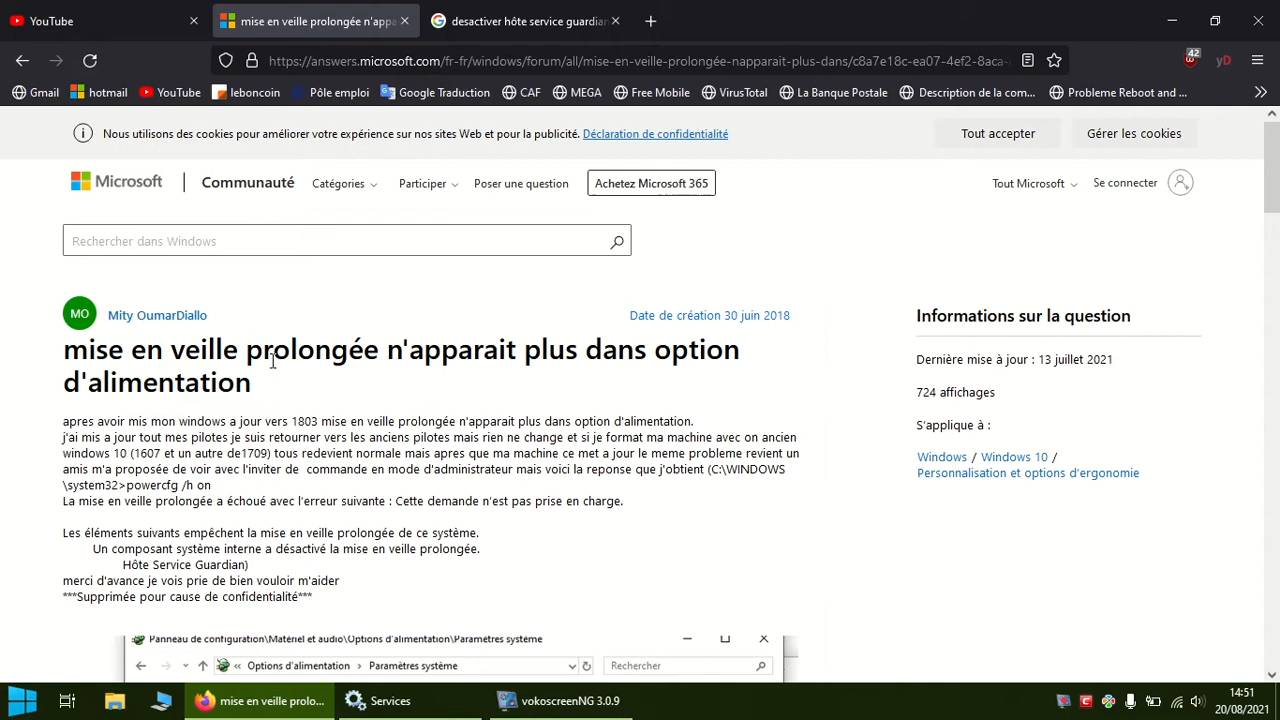 YouTube
mise en veille prolongée n'appa
desactiver hôte service guardian
https://answers.microsoft.com/fr-fr/windows/forum/all/mise-en-veille-prolongée-napparait-plus-dans/c8a7e18c-ea07-4ef2-8aca-
42
yD
Gmail
hotmail
YouTube
leboncoin
Pôle emploi
Google Traduction
CAF
MEGA
Free Mobile
VirusTotal
La Banque Postale
Description de la com...
Probleme Reboot and ...
Nous utilisons des cookies pour améliorer votre expérience sur nos sites Web et pour la publicité. Déclaration de confidentialité
Tout accepter
Gérer les cookies
Microsoft
Communauté
Catégories
Participer
Poser une question
Achetez Microsoft 365
Tout Microsoft
Se connecter
Rechercher dans Windows
MO
Mity OumarDiallo
Date de création 30 juin 2018
mise en veille prolongée n'apparait plus dans option
d'alimentation
apres avoir mis mon windows a jour vers 1803 mise en veille prolongée n'apparait plus dans option d'alimentation.
j'ai mis a jour tout mes pilotes je suis retourner vers les anciens pilotes mais rien ne change et si je format ma machine avec on ancien
windows 10 (1607 et un autre de1709) tous redevient normale mais apres que ma machine ce met a jour le meme probleme revient un
amis m'a proposée de voir avec l'inviter de commande en mode d'administrateur mais voici la reponse que j'obtient (C:\WINDOWS
\system32>powercfg /h on
La mise en veille prolongée a échoué avec l'erreur suivante : Cette demande n'est pas prise en charge.
Les éléments suivants empêchent la mise en veille prolongée de ce système.
Un composant système interne a désactivé la mise en veille prolongée.
Hôte Service Guardian)
merci d'avance je vois prie de bien vouloir m'aider
***Supprimée pour cause de confidentialité***
Informations sur la question
Dernière mise à jour : 13 juillet 2021
724 affichages
S'applique à :
Windows / Windows 10 /
Personnalisation et options d'ergonomie
Panneau de configuration\Matériel et audio\Options d'alimentation\Paramètres système
Options d'alimentation
Paramètres système
Rechercher
mise en veille prolo...
Services
vokoscreenNG 3.0.9
14:51
20/08/2021